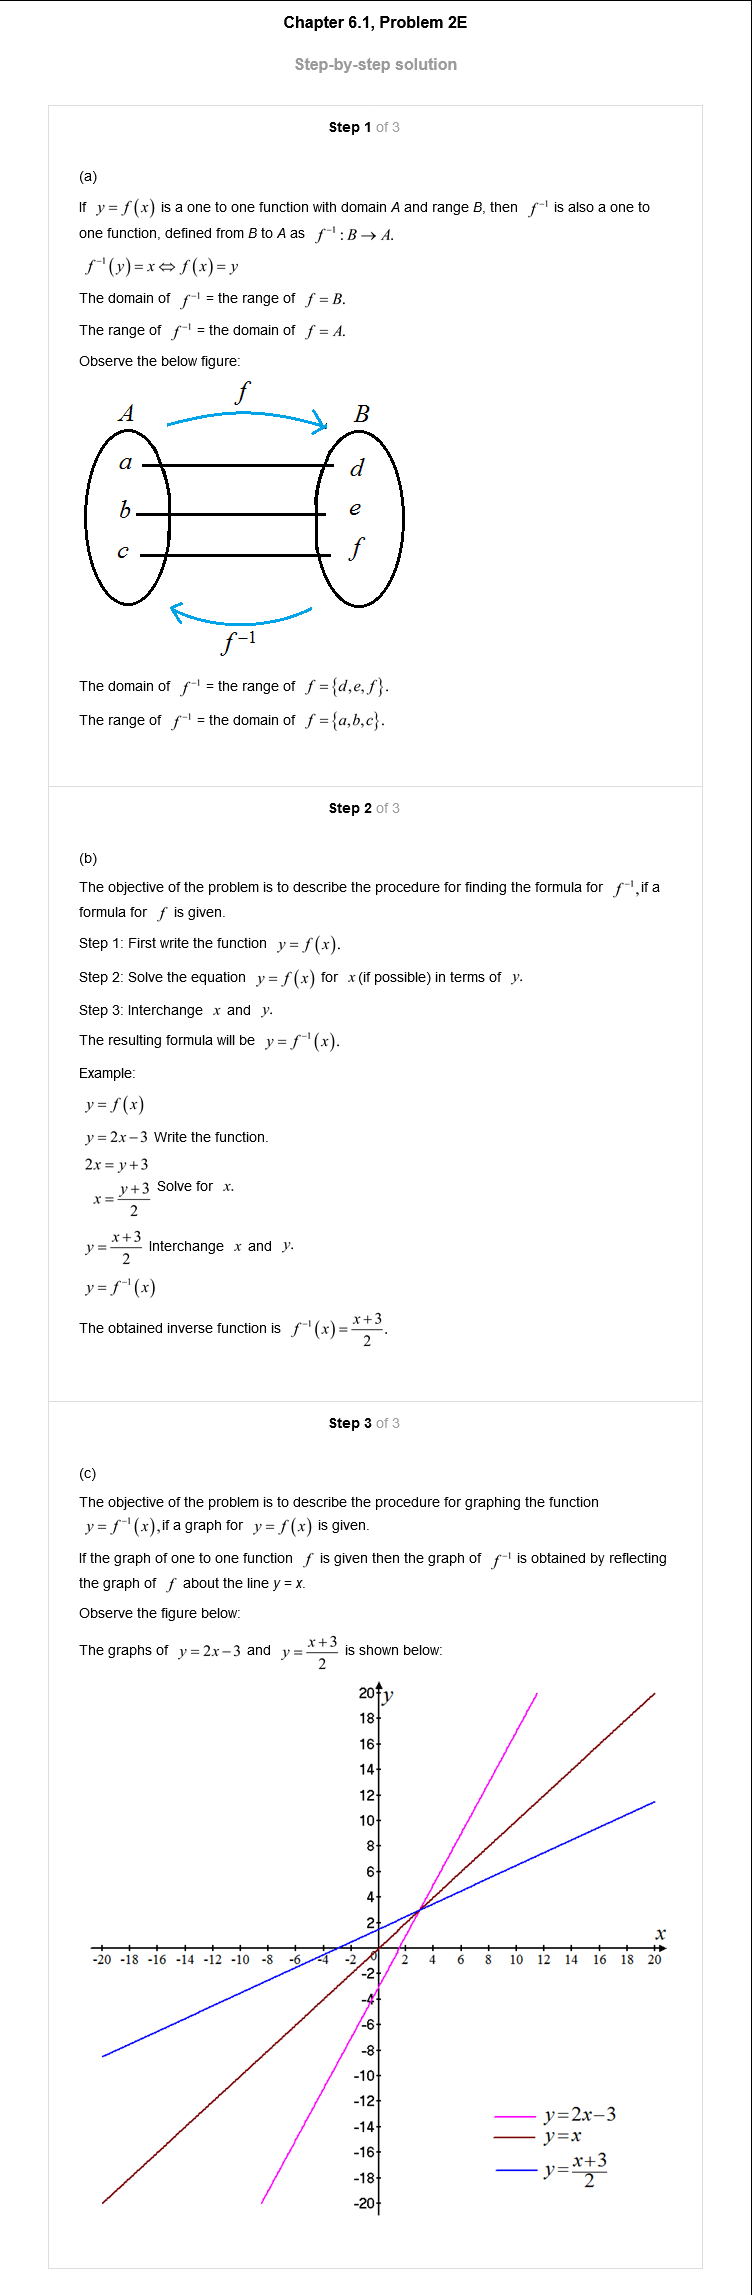 Chapter 6.1, Problem 2E
Step-by-step solution
Step 1 of 3
(a)
If y = f(x) is a one to one function with domain A and range B, then f⁻¹ is also a one to
one function, defined from B to A as f⁻¹ : B → A.
f⁻¹(y) = x ⇔ f(x) = y
The domain of f⁻¹ = the range of f = B.
The range of f⁻¹ = the domain of f = A.
Observe the below figure:
f
A B
a d
b e
c f
f⁻¹
The domain of f⁻¹ = the range of f = {d,e,f}.
The range of f⁻¹ = the domain of f = {a,b,c}.
Step 2 of 3
(b)
The objective of the problem is to describe the procedure for finding the formula for f⁻¹,if a
formula for f is given.
Step 1: First write the function y = f(x).
Step 2: Solve the equation y = f(x) for x (if possible) in terms of y.
Step 3: Interchange x and y.
The resulting formula will be y = f⁻¹(x).
Example:
y = f(x)
y = 2x − 3 Write the function.
2x = y + 3
x = (y+3)/2 Solve for x.
y = (x+3)/2 Interchange x and y.
y = f⁻¹(x)
The obtained inverse function is f⁻¹(x) = (x+3)/2.
Step 3 of 3
(c)
The objective of the problem is to describe the procedure for graphing the function
y = f⁻¹(x),if a graph for y = f(x) is given.
If the graph of one to one function f is given then the graph of f⁻¹ is obtained by reflecting
the graph of f about the line y = x.
Observe the figure below:
The graphs of y = 2x − 3 and y = (x+3)/2 is shown below:
20 y
18
16
14
12
10
8
6
4
2
x
-20 -18 -16 -14 -12 -10 -8 -6 -4 -2 0 2 4 6 8 10 12 14 16 18 20
-2
-4
-6
-8
-10
-12
-14
-16
-18
-20
y=2x−3
y=x
y=(x+3)/2